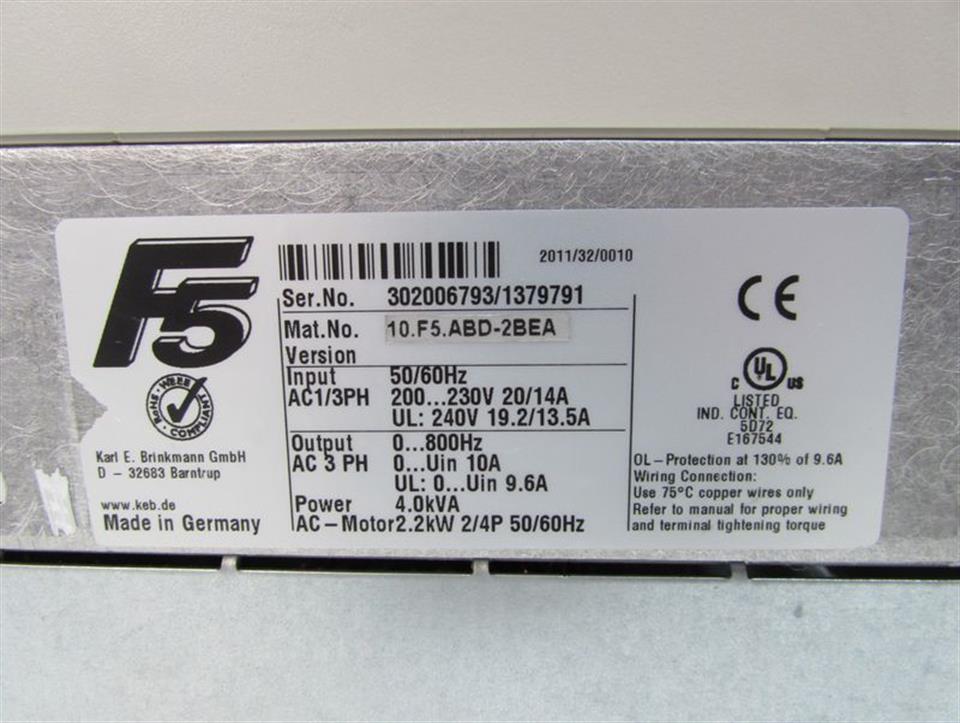 F5
2011/32/0010
Ser.No. 302006793/1379791
Mat.No. 10.F5.ABD-2BEA
Version
Input 50/60Hz
AC1/3PH 200...230V 20/14A
UL: 240V 19.2/13.5A
Output 0...800Hz
AC 3 PH 0...Uin 10A
UL: 0...Uin 9.6A
Power 4.0kVA
AC-Motor2.2kW 2/4P 50/60Hz
RoHS - WEEE
COMPLIANT
Karl E. Brinkmann GmbH
D - 32683 Barntrup
www.keb.de
Made in Germany
CE
C UL US
LISTED
IND. CONT. EQ.
5D72
E167544
OL-Protection at 130% of 9.6A
Wiring Connection:
Use 75°C copper wires only
Refer to manual for proper wiring
and terminal tightening torque